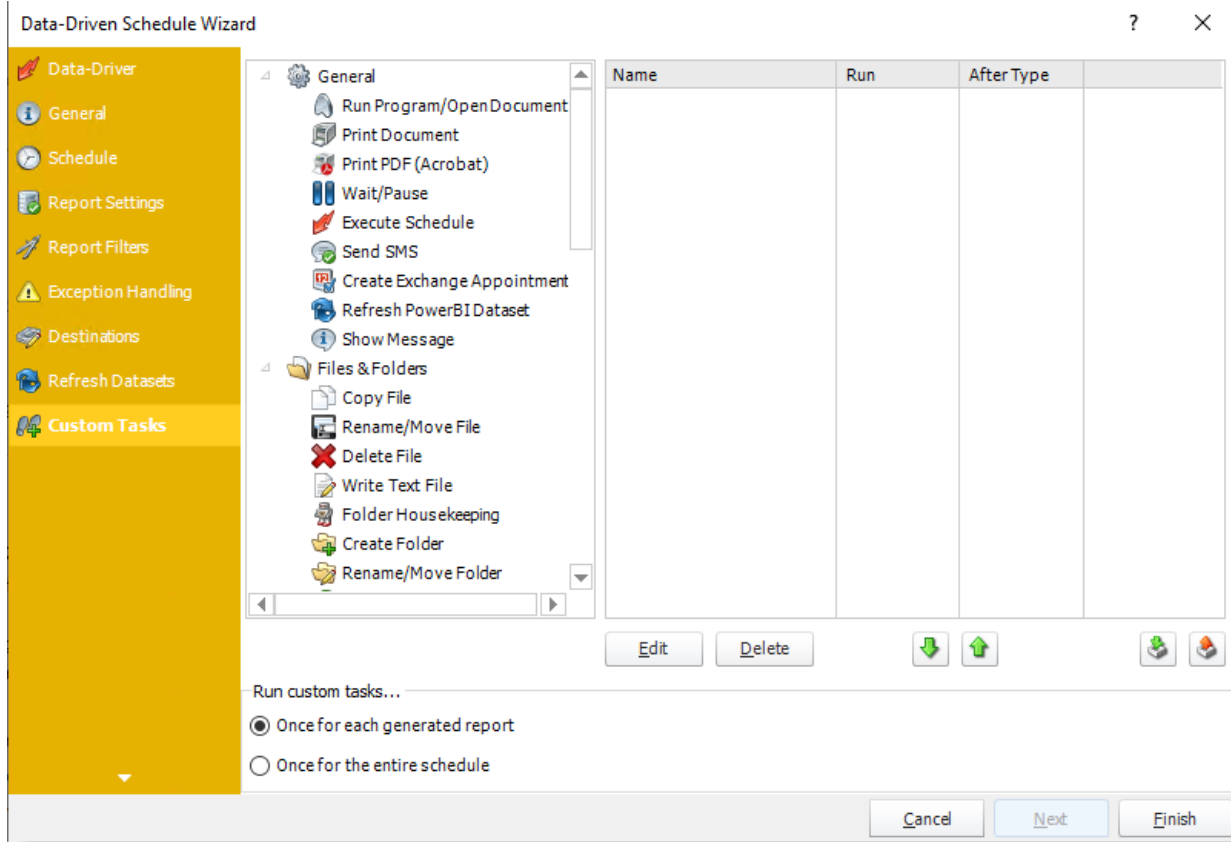 Data-Driven Schedule Wizard
?
Data-Driver
General
Schedule
Report Settings
Report Filters
Exception Handling
Destinations
Refresh Datasets
Custom Tasks
General
Run Program/Open Document
Print Document
Print PDF (Acrobat)
Wait/Pause
Execute Schedule
Send SMS
Create Exchange Appointment
Refresh PowerBI Dataset
Show Message
Files & Folders
Copy File
Rename/Move File
Delete File
Write Text File
Folder Housekeeping
Create Folder
Rename/Move Folder
Name Run After Type
Edit Delete
Run custom tasks...
Once for each generated report
Once for the entire schedule
Cancel Next Finish